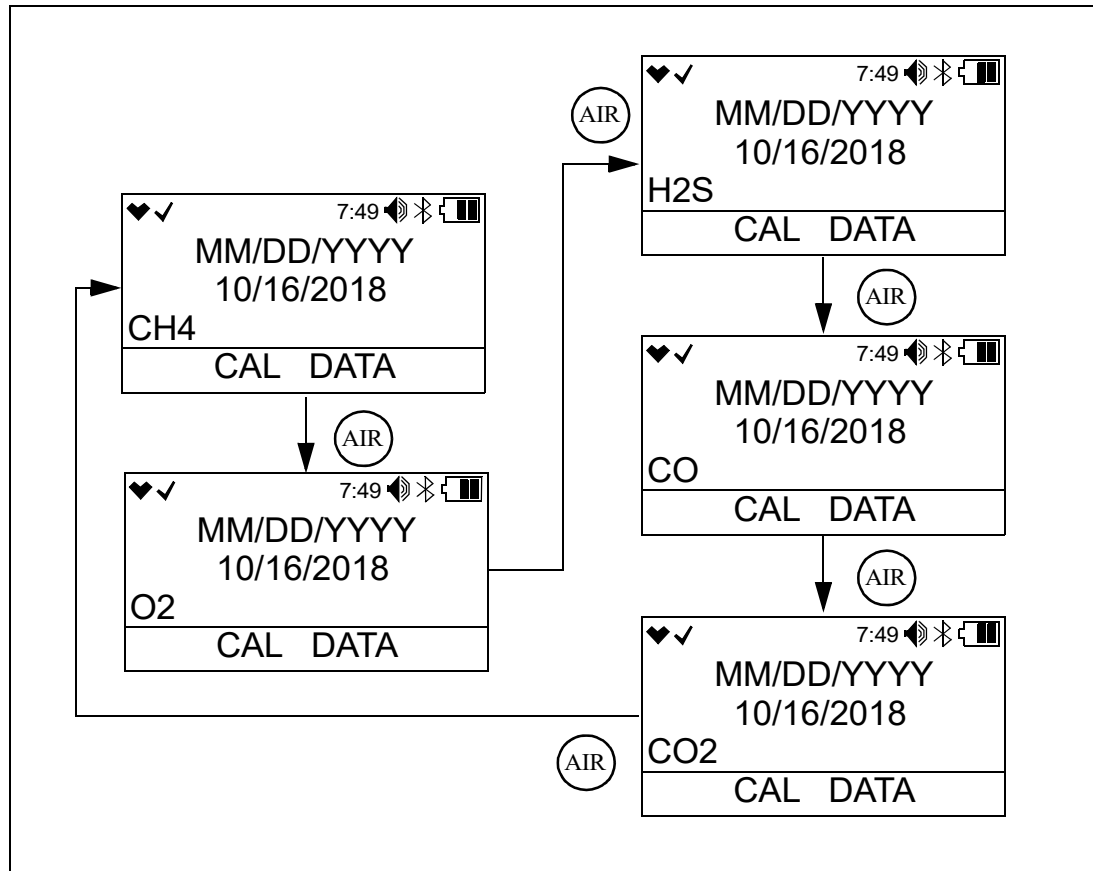 7:49
MM/DD/YYYY
10/16/2018
CH4
CAL DATA
AIR
7:49
MM/DD/YYYY
10/16/2018
O2
CAL DATA
AIR
7:49
MM/DD/YYYY
10/16/2018
H2S
CAL DATA
AIR
7:49
MM/DD/YYYY
10/16/2018
CO
CAL DATA
AIR
7:49
MM/DD/YYYY
10/16/2018
CO2
CAL DATA
AIR